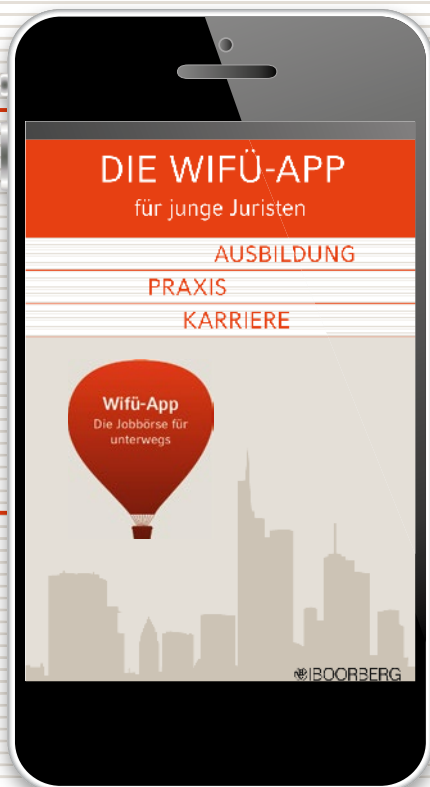 DIE WIFÜ-APP
für junge Juristen
AUSBILDUNG
PRAXIS
KARRIERE
Wifü-App
Die Jobbörse für
unterwegs
BOORBERG